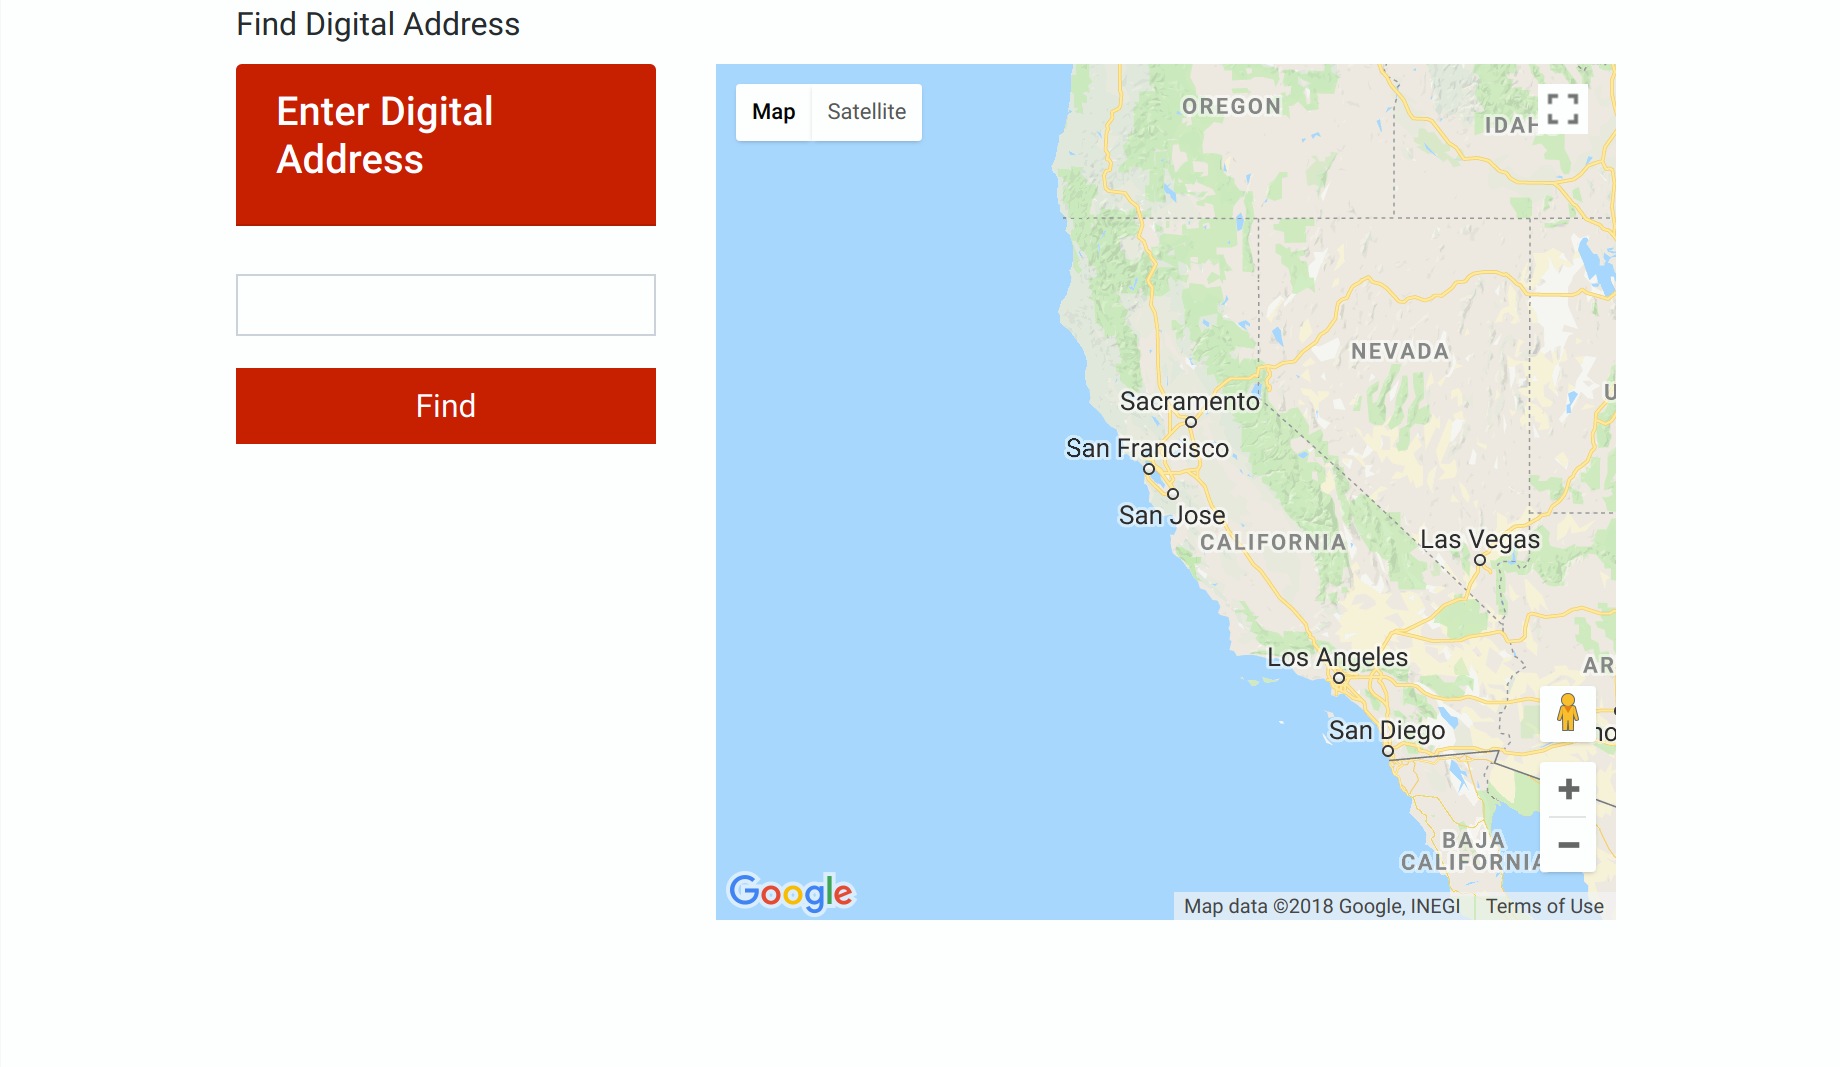 Find Digital Address
Enter Digital
Address
Find
Map Satellite
OREGON
IDAH
NEVADA
U
Sacramento
San Francisco
San Jose
CALIFORNIA
Las Vegas
Los Angeles
AR
San Diego
no
BAJA
CALIFORNIA
Google
Map data ©2018 Google, INEGI Terms of Use